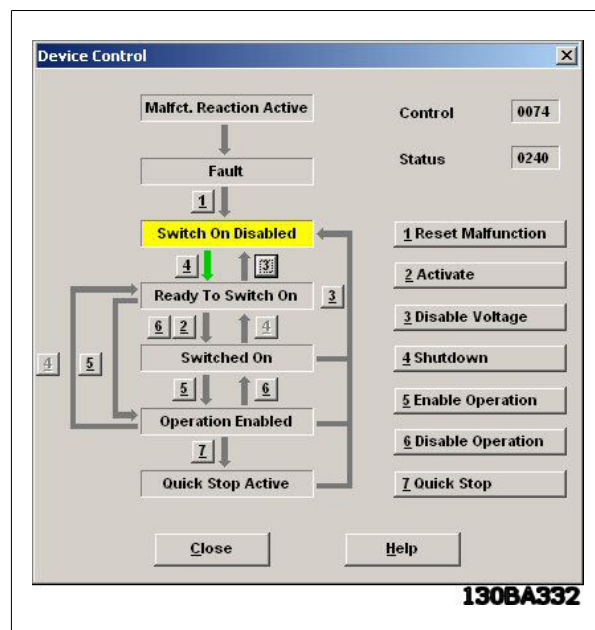 Device Control
Malfct. Reaction Active
Control 0074
Status 0240
Fault
1
Switch On Disabled
1 Reset Malfunction
4 3
2 Activate
Ready To Switch On 3
3 Disable Voltage
6 2 4
Switched On
4 Shutdown
4 5
5 6
5 Enable Operation
Operation Enabled
6 Disable Operation
7
Quick Stop Active
7 Quick Stop
Close Help
130BA332